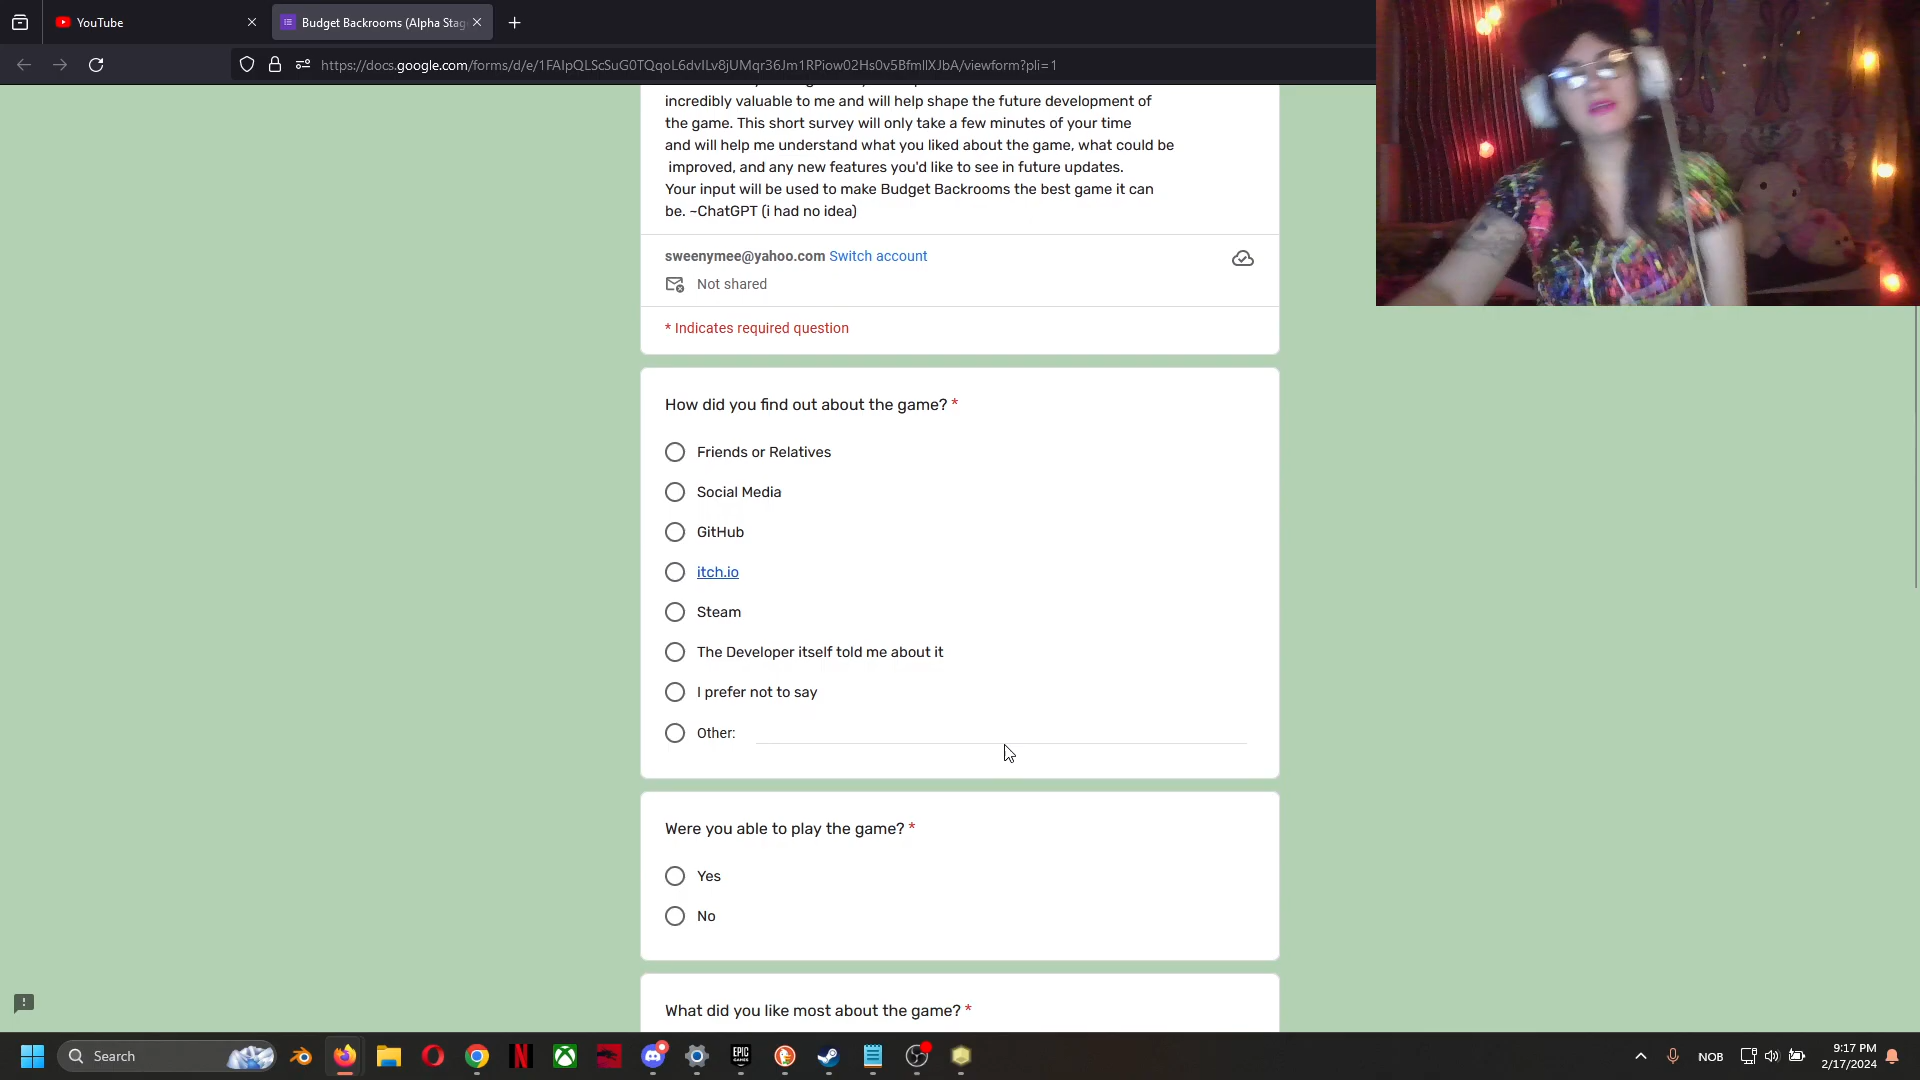 YouTube
Budget Backrooms (Alpha Stag
https://docs.google.com/forms/d/e/1FAIpQLScSuG0TQqoL6dvILv8jUMqr36Jm1RPiow02Hs0v5BfmllXJbA/viewform?pli=1
incredibly valuable to me and will help shape the future development of
the game. This short survey will only take a few minutes of your time
and will help me understand what you liked about the game, what could be
improved, and any new features you'd like to see in future updates.
Your input will be used to make Budget Backrooms the best game it can
be. ~ChatGPT (i had no idea)
sweenymee@yahoo.com Switch account
Not shared
* Indicates required question
How did you find out about the game? *
Friends or Relatives
Social Media
GitHub
itch.io
Steam
The Developer itself told me about it
I prefer not to say
Other:
Were you able to play the game? *
Yes
No
What did you like most about the game? *
Search
N
EPIC
GAMES
NOB
9:17 PM
2/17/2024